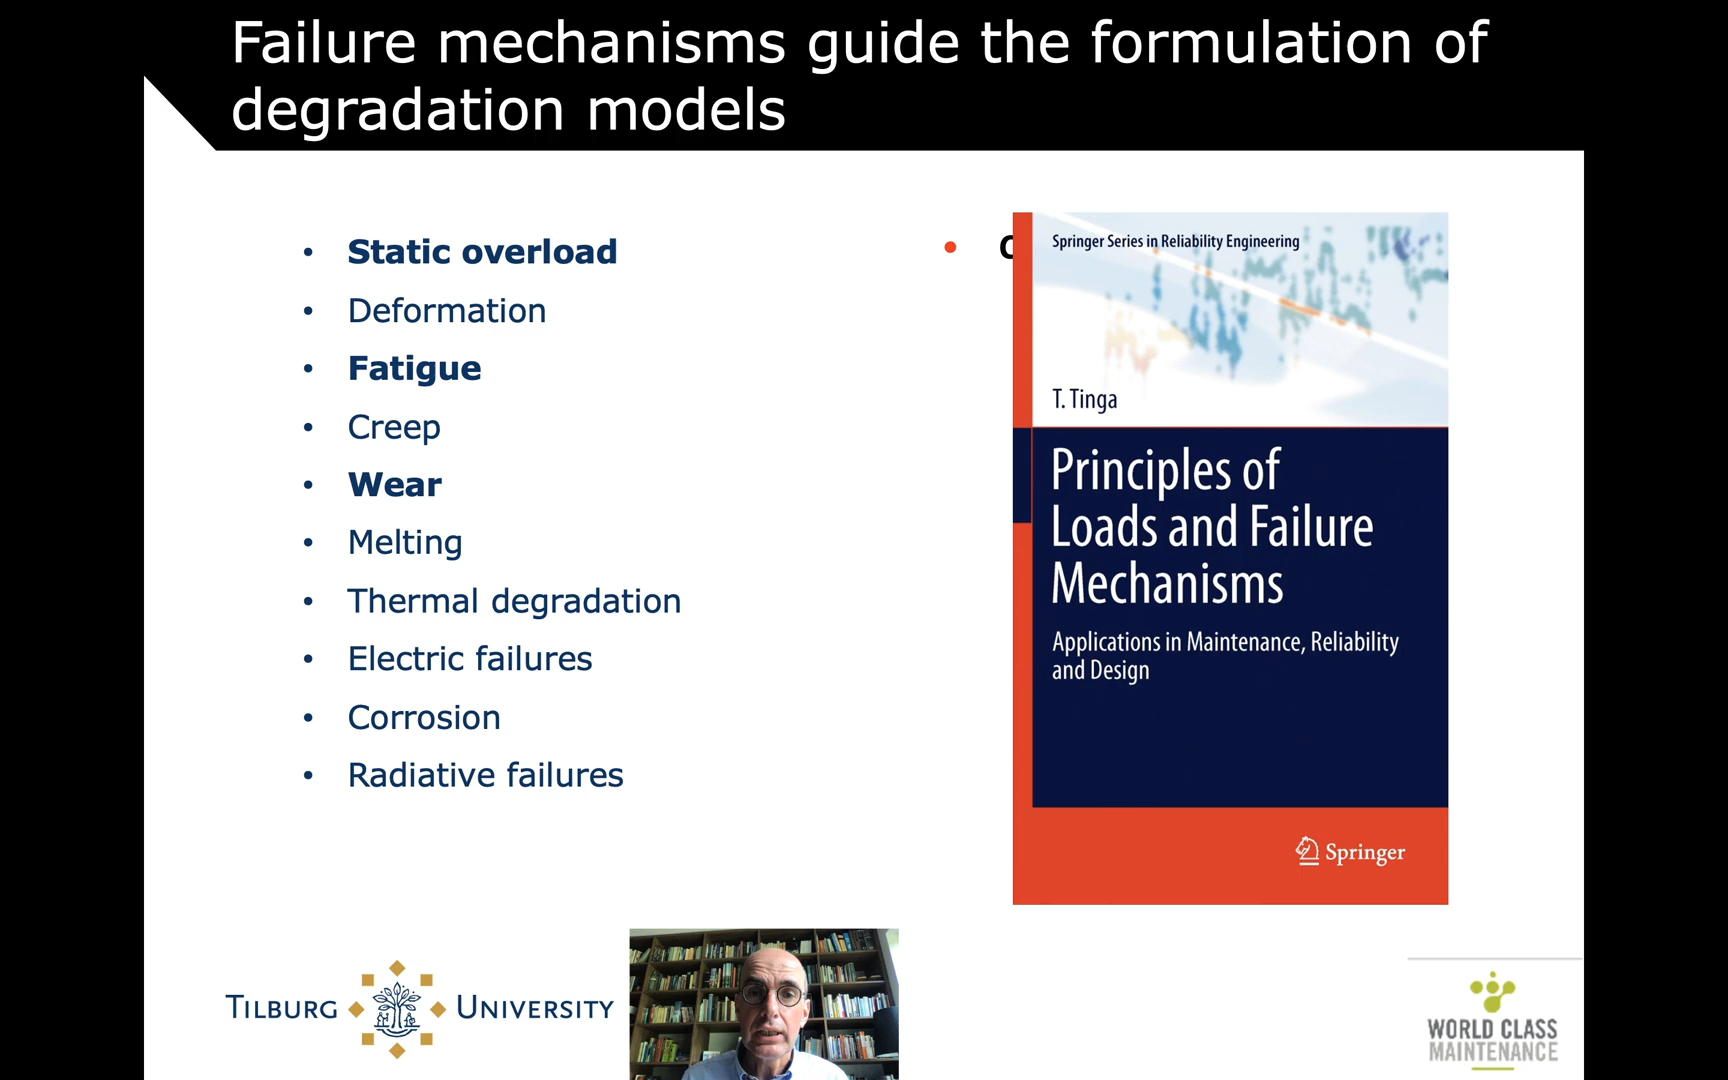 Failure mechanisms guide the formulation of
degradation models
• Static overload
• Deformation
• Fatigue
• Creep
• Wear
• Melting
• Thermal degradation
• Electric failures
• Corrosion
• Radiative failures
Springer Series in Reliability Engineering
T. Tinga
Principles of
Loads and Failure
Mechanisms
Applications in Maintenance, Reliability
and Design
Springer
TILBURG UNIVERSITY
WORLD CLASS
MAINTENANCE